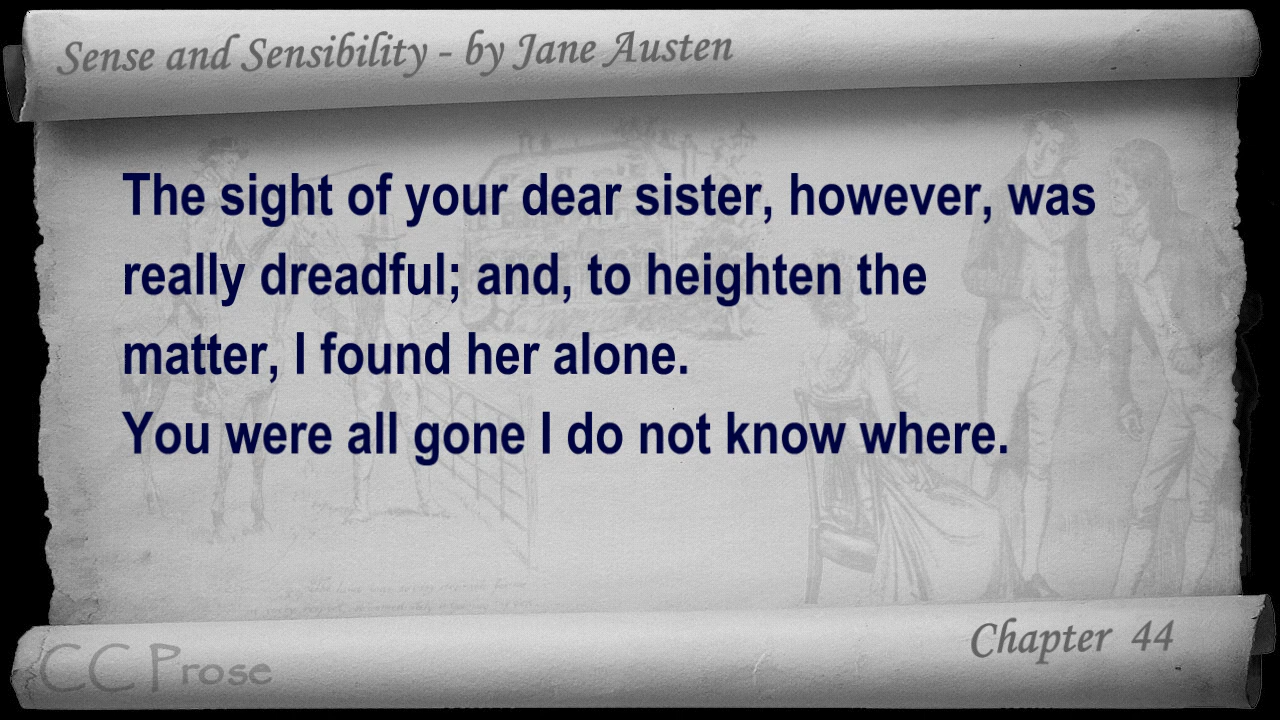 Sense and Sensibility - by Jane Austen
The sight of your dear sister, however, was
really dreadful; and, to heighten the
matter, I found her alone.
You were all gone I do not know where.
Chapter 44
CC Prose